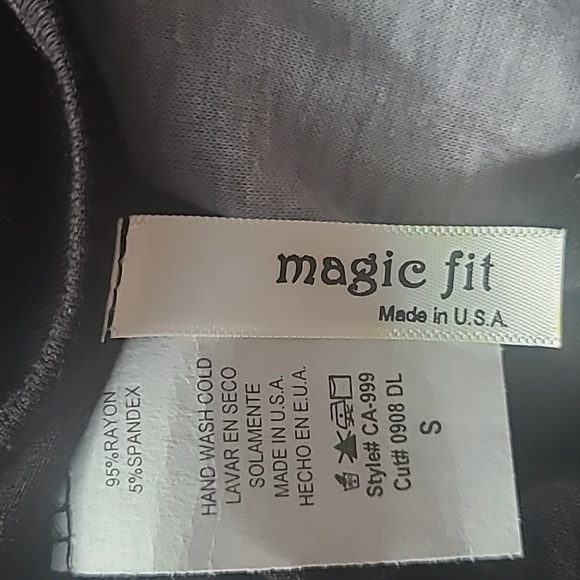 magic fit
Made in U.S.A.
95%RAYON
5%SPANDEX
HAND WASH COLD
LAVAR EN SECO
SOLAMENTE
MADE IN U.S.A.
HECHO EN E.U.A.
Style# CA-999
Cut# 0908 DL
S